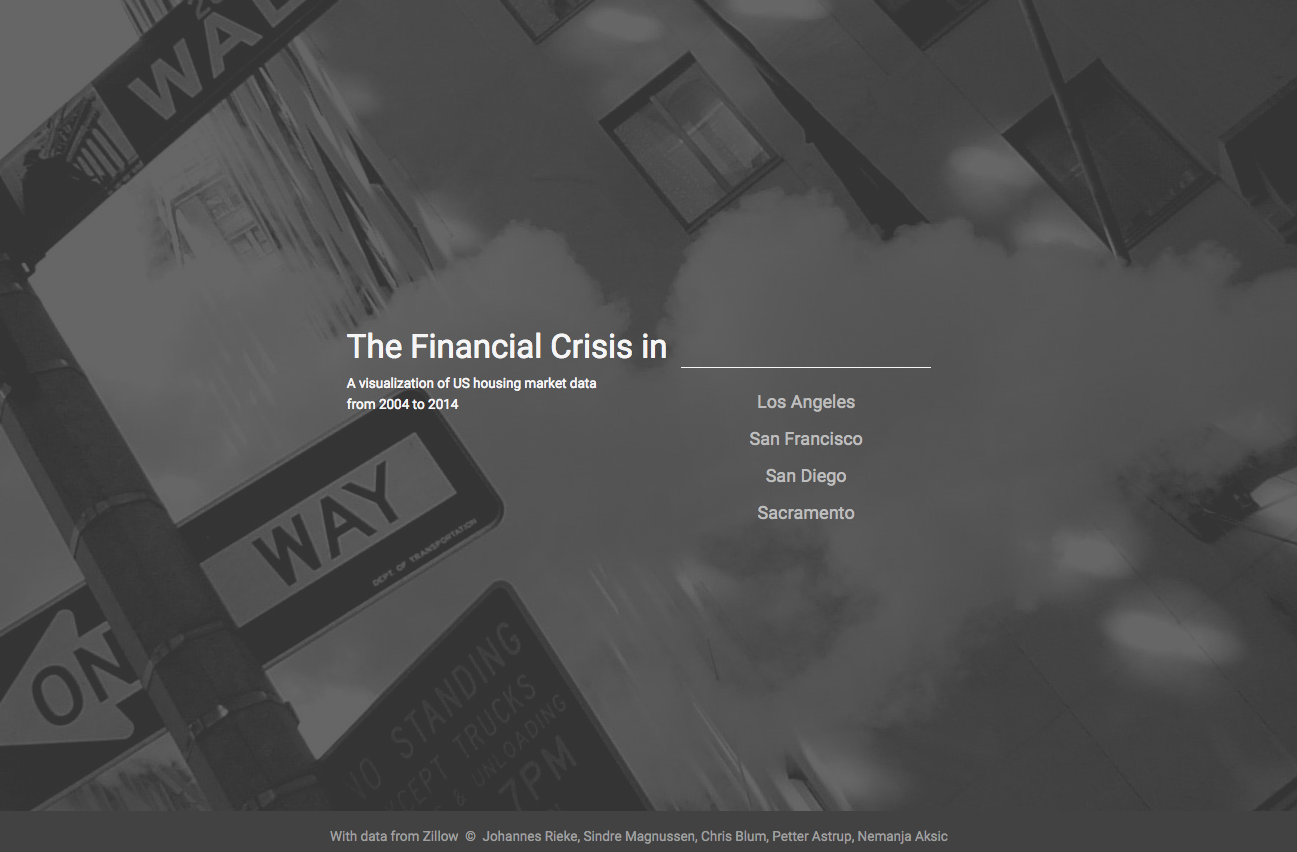 WAL
The Financial Crisis in
A visualization of US housing market data
from 2004 to 2014
Los Angeles
San Francisco
San Diego
Sacramento
WAY
DEPT. OF TRANSPORTATION
ON
NO STANDING
EXCEPT TRUCKS
& UNLOADING
7PM
With data from Zillow © Johannes Rieke, Sindre Magnussen, Chris Blum, Petter Astrup, Nemanja Aksic